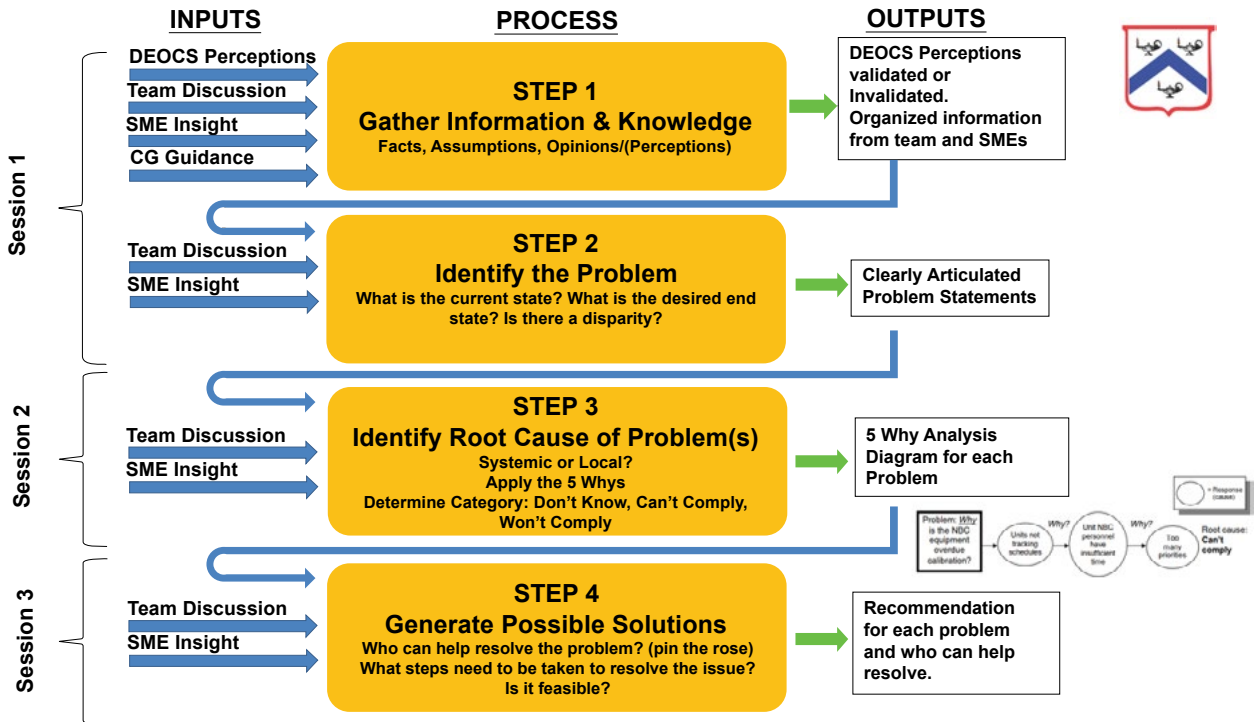 INPUTS
PROCESS
OUTPUTS
Session 1
DEOCS Perceptions
Team Discussion
SME Insight
CG Guidance
STEP 1
Gather Information & Knowledge
Facts, Assumptions, Opinions/(Perceptions)
DEOCS Perceptions
validated or
Invalidated.
Organized information
from team and SMEs
Team Discussion
SME Insight
STEP 2
Identify the Problem
What is the current state? What is the desired end
state? Is there a disparity?
Clearly Articulated
Problem Statements
Session 2
Team Discussion
SME Insight
STEP 3
Identify Root Cause of Problem(s)
Systemic or Local?
Apply the 5 Whys
Determine Category: Don’t Know, Can’t Comply,
Won’t Comply
5 Why Analysis
Diagram for each
Problem
= Response
(cause)
Problem: Why
is the NBC
equipment
overdue
calibration?
Units not
tracking
schedules
Why?
Unit NBC
personnel
have
insufficient
time
Why?
Too
many
priorities
Root cause:
Can't
comply
Session 3
Team Discussion
SME Insight
STEP 4
Generate Possible Solutions
Who can help resolve the problem? (pin the rose)
What steps need to be taken to resolve the issue?
Is it feasible?
Recommendation
for each problem
and who can help
resolve.